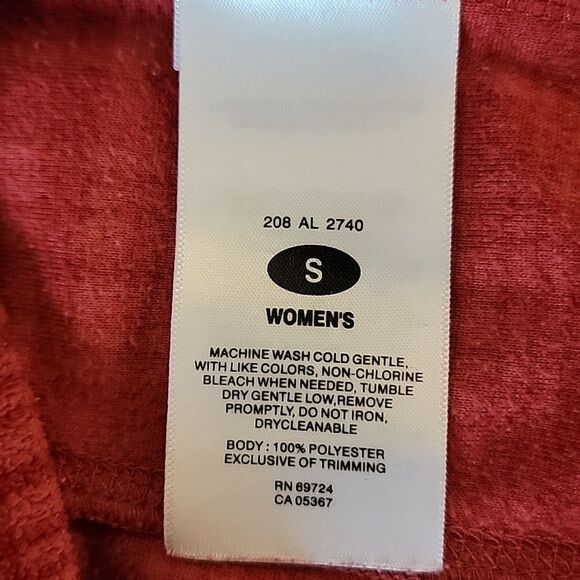 208 AL 2740
S
WOMEN'S
MACHINE WASH COLD GENTLE,
WITH LIKE COLORS, NON-CHLORINE
BLEACH WHEN NEEDED, TUMBLE
DRY GENTLE LOW,REMOVE
PROMPTLY, DO NOT IRON,
DRYCLEANABLE
BODY : 100% POLYESTER
EXCLUSIVE OF TRIMMING
RN 69724
CA 05367